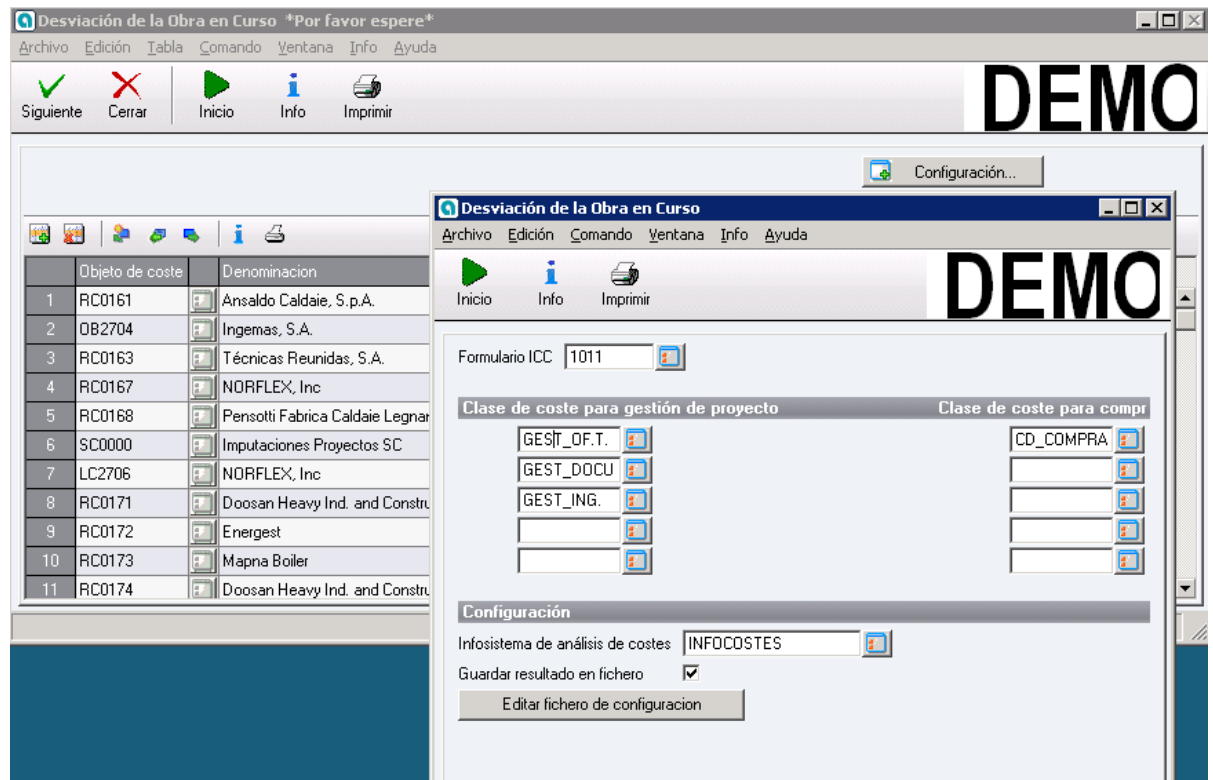 Desviación de la Obra en Curso *Por favor espere*
Archivo Edición Tabla Comando Ventana Info Ayuda
Siguiente Cerrar Inicio Info Imprimir
DEMO
Configuración...
Objeto de coste Denominacion
1 RC0161 Ansaldo Caldaie, S.p.A.
2 OB2704 Ingemas, S.A.
3 RC0163 Técnicas Reunidas, S.A.
4 RC0167 NORFLEX, Inc
5 RC0168 Pensotti Fabrica Caldaie Legnar
6 SC0000 Imputaciones Proyectos SC
7 LC2706 NORFLEX, Inc
8 RC0171 Doosan Heavy Ind. and Constru
9 RC0172 Energest
10 RC0173 Mapna Boiler
11 RC0174 Doosan Heavy Ind. and Constru
Desviación de la Obra en Curso
Archivo Edición Comando Ventana Info Ayuda
Inicio Info Imprimir
DEMO
Formulario ICC 1011
Clase de coste para gestión de proyecto Clase de coste para compr
GEST_OF.T. CD_COMPRA
GEST_DOCU
GEST_ING.
Configuración
Infosistema de análisis de costes INFOCOSTES
Guardar resultado en fichero
Editar fichero de configuracion